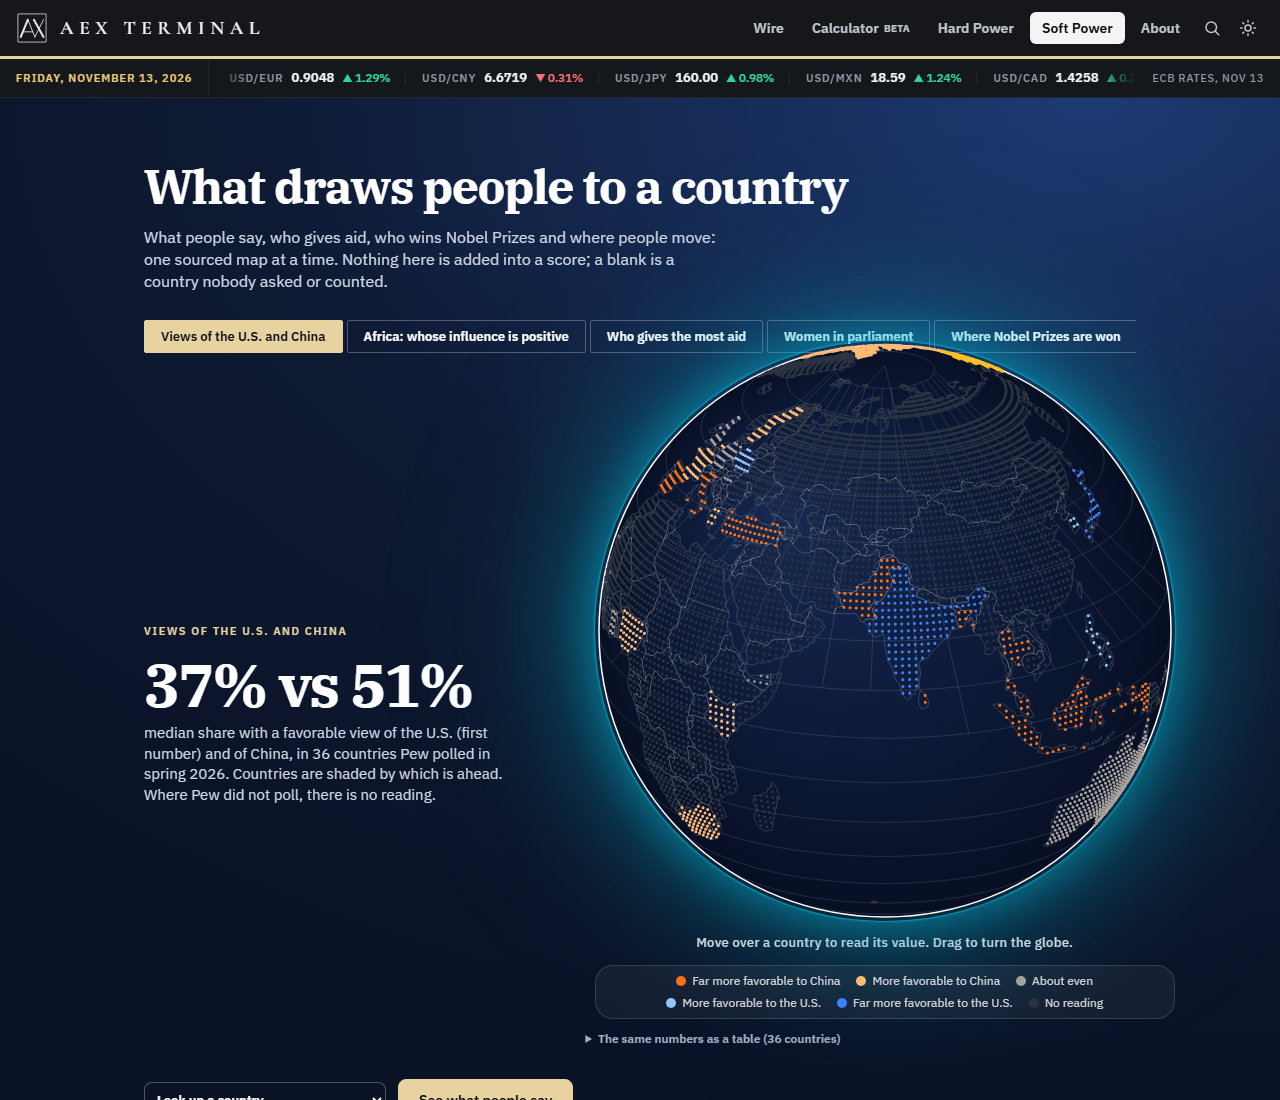 AEX TERMINAL
Wire Calculator BETA Hard Power Soft Power About
FRIDAY, NOVEMBER 13, 2026 USD/EUR 0.9048 ▲1.29% USD/CNY 6.6719 ▼0.31% USD/JPY 160.00 ▲0.98% USD/MXN 18.59 ▲1.24% USD/CAD 1.4258 ECB RATES, NOV 13
What draws people to a country
What people say, who gives aid, who wins Nobel Prizes and where people move:
one sourced map at a time. Nothing here is added into a score; a blank is a
country nobody asked or counted.
Views of the U.S. and China Africa: whose influence is positive Who gives the most aid Women in parliament Where Nobel Prizes are won
VIEWS OF THE U.S. AND CHINA
37% vs 51%
median share with a favorable view of the U.S. (first
number) and of China, in 36 countries Pew polled in
spring 2026. Countries are shaded by which is ahead.
Where Pew did not poll, there is no reading.
Move over a country to read its value. Drag to turn the globe.
Far more favorable to China More favorable to China About even
More favorable to the U.S. Far more favorable to the U.S. No reading
▶ The same numbers as a table (36 countries)
Look up a country See what people say